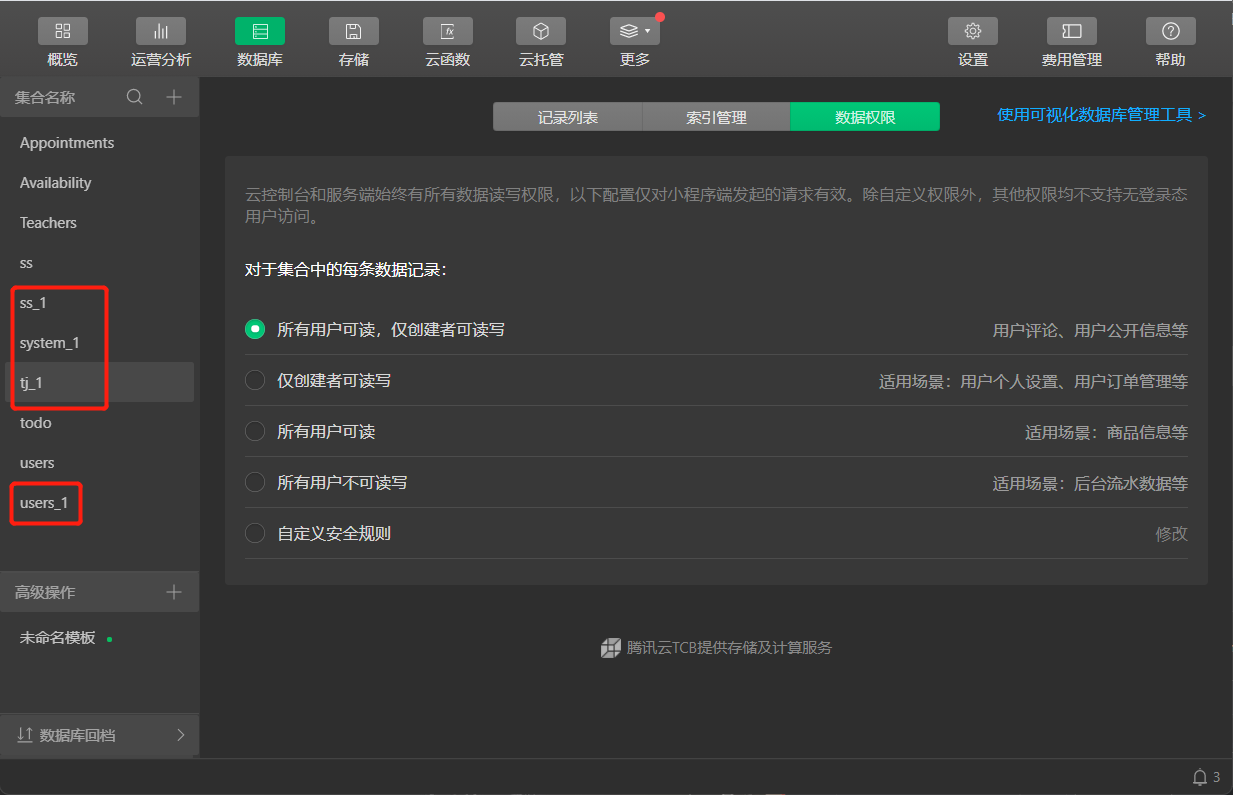 概览
运营分析
数据库
存储
云函数
云托管
更多
设置
费用管理
帮助
集合名称
Appointments
Availability
Teachers
ss
ss_1
system_1
tj_1
todo
users
users_1
高级操作
未命名模板
数据库回档
记录列表
索引管理
数据权限
使用可视化数据库管理工具 >
云控制台和服务端始终有所有数据读写权限，以下配置仅对小程序端发起的请求有效。除自定义权限外，其他权限均不支持无登录态
用户访问。
对于集合中的每条数据记录：
所有用户可读，仅创建者可读写
用户评论、用户公开信息等
仅创建者可读写
适用场景：用户个人设置、用户订单管理等
所有用户可读
适用场景：商品信息等
所有用户不可读写
适用场景：后台流水数据等
自定义安全规则
修改
腾讯云TCB提供存储及计算服务
3